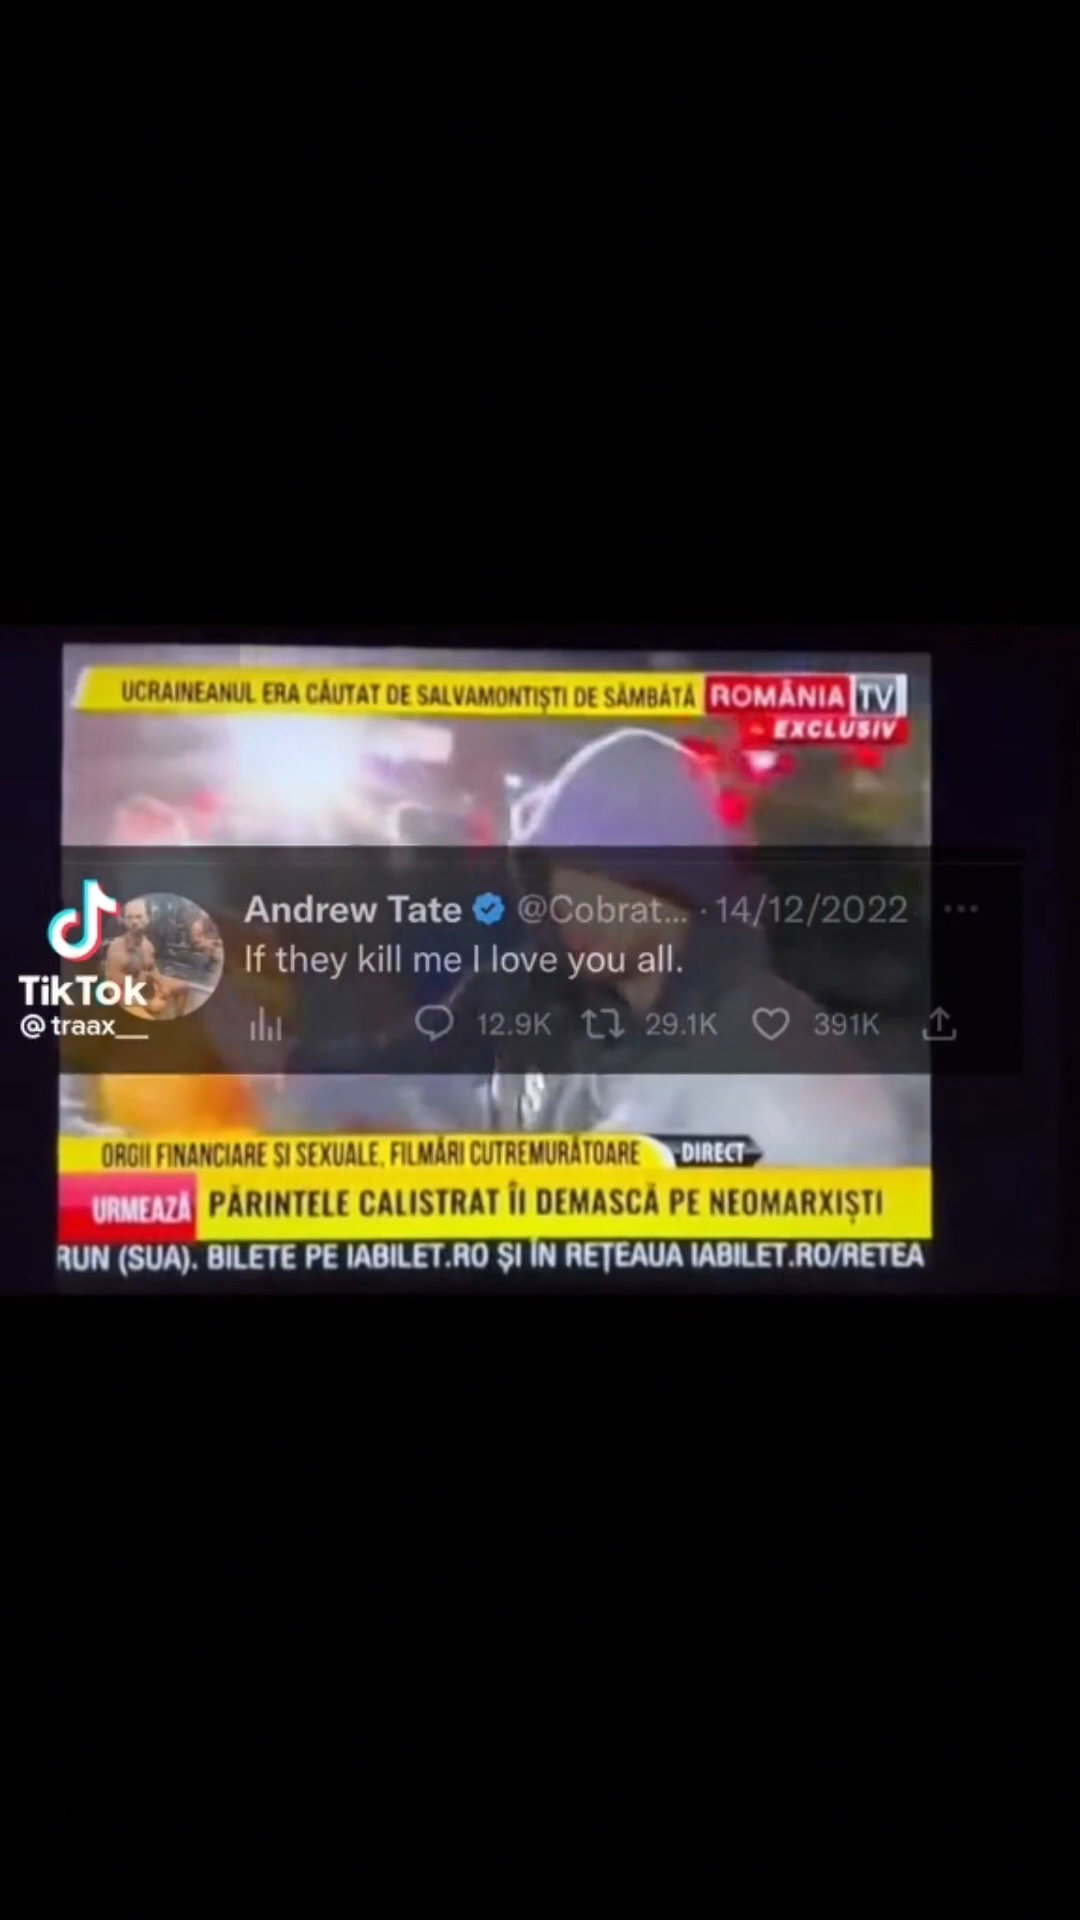 UCRAINEANUL ERA CĂUTAT DE SALVAMONTIȘTI DE SÂMBĂTĂ
ROMÂNIA TV
EXCLUSIV
Andrew Tate @Cobrat... · 14/12/2022
If they kill me I love you all.
12.9K 29.1K 391K
TikTok
@traax__
ORGII FINANCIARE ȘI SEXUALE, FILMĂRI CUTREMURĂTOARE
DIRECT
URMEAZĂ
PĂRINTELE CALISTRAT ÎI DEMASCĂ PE NEOMARXIȘTI
RUN (SUA). BILETE PE IABILET.RO ȘI ÎN REȚEAUA IABILET.RO/RETEA